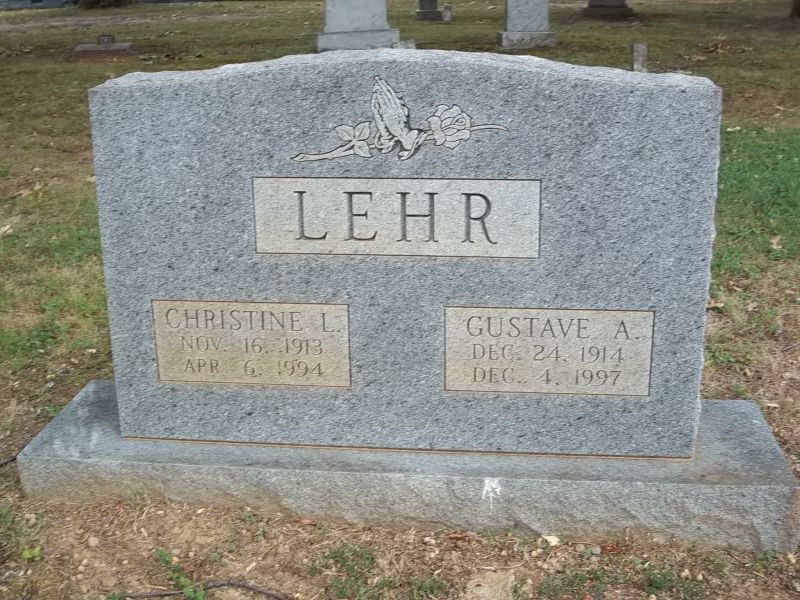 LEHR
CHRISTINE L.
NOV. 16, 1913
APR. 6, 1994
GUSTAVE A.
DEC. 24, 1914
DEC. 4, 1997